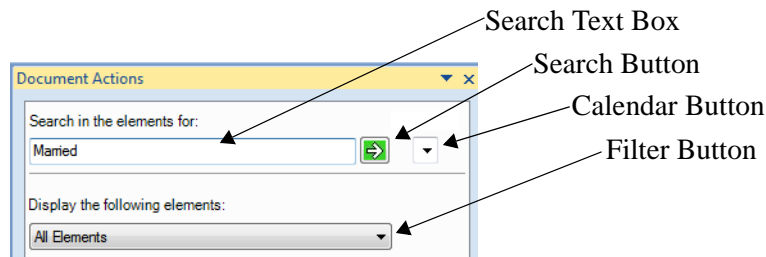 Search Text Box
Document Actions
Search Button
Search in the elements for:
Calendar Button
Married
Filter Button
Display the following elements:
All Elements